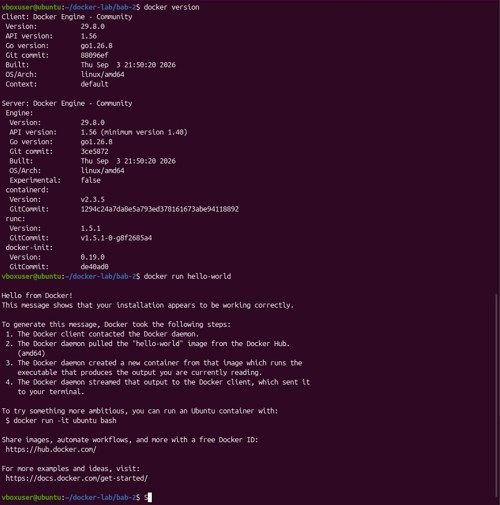 vboxuser@ubuntu:~/docker-lab/bab-2$ docker version
Client: Docker Engine - Community
 Version:           29.8.0
 API version:       1.56
 Go version:        go1.26.8
 Git commit:        88096ef
 Built:             Thu Sep  3 21:50:20 2026
 OS/Arch:           linux/amd64
 Context:           default

Server: Docker Engine - Community
 Engine:
  Version:          29.8.0
  API version:      1.56 (minimum version 1.40)
  Go version:       go1.26.8
  Git commit:       3ce5872
  Built:            Thu Sep  3 21:50:20 2026
  OS/Arch:          linux/amd64
  Experimental:     false
 containerd:
  Version:          v2.3.5
  GitCommit:        1294c24a7da8e5a793ed378161673abe94118892
 runc:
  Version:          1.5.1
  GitCommit:        v1.5.1-0-g8f2685a4
 docker-init:
  Version:          0.19.0
  GitCommit:        de40ad0
vboxuser@ubuntu:~/docker-lab/bab-2$ docker run hello-world

Hello from Docker!
This message shows that your installation appears to be working correctly.

To generate this message, Docker took the following steps:
 1. The Docker client contacted the Docker daemon.
 2. The Docker daemon pulled the "hello-world" image from the Docker Hub.
    (amd64)
 3. The Docker daemon created a new container from that image which runs the
    executable that produces the output you are currently reading.
 4. The Docker daemon streamed that output to the Docker client, which sent it
    to your terminal.

To try something more ambitious, you can run an Ubuntu container with:
 $ docker run -it ubuntu bash

Share images, automate workflows, and more with a free Docker ID:
 https://hub.docker.com/

For more examples and ideas, visit:
 https://docs.docker.com/get-started/

vboxuser@ubuntu:~/docker-lab/bab-2$ S